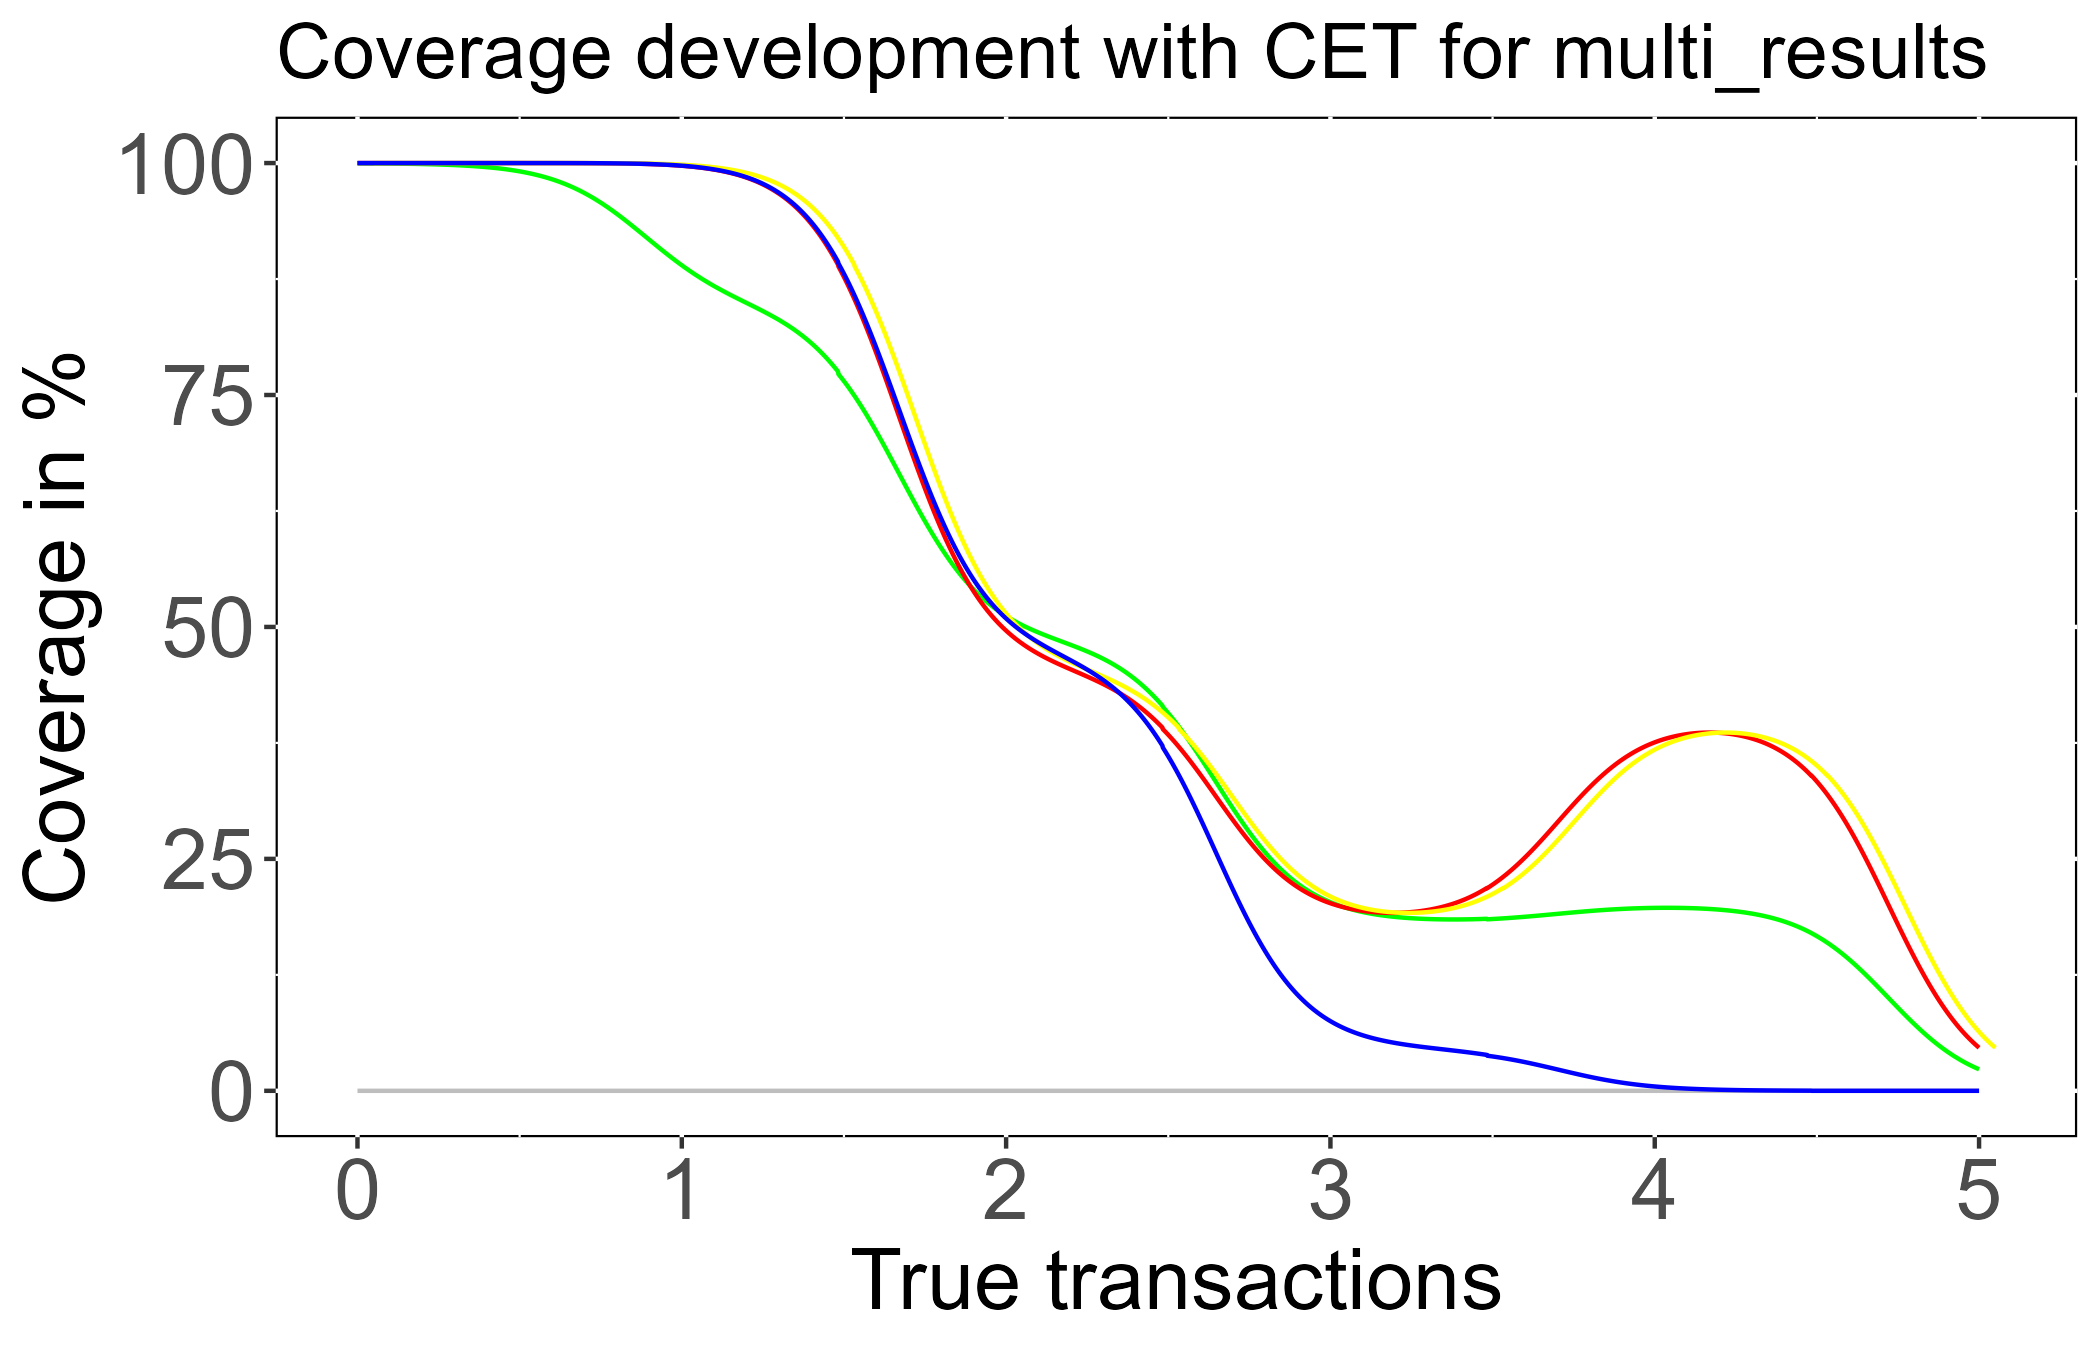 Coverage development with CET for multi_results
Coverage in %
100
75
50
25
0
0 1 2 3 4 5
True transactions